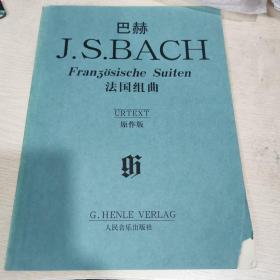 巴赫
J.S.BACH
Französische Suiten
法国组曲
URTEXT
原作版
G. HENLE VERLAG
人民音乐出版社